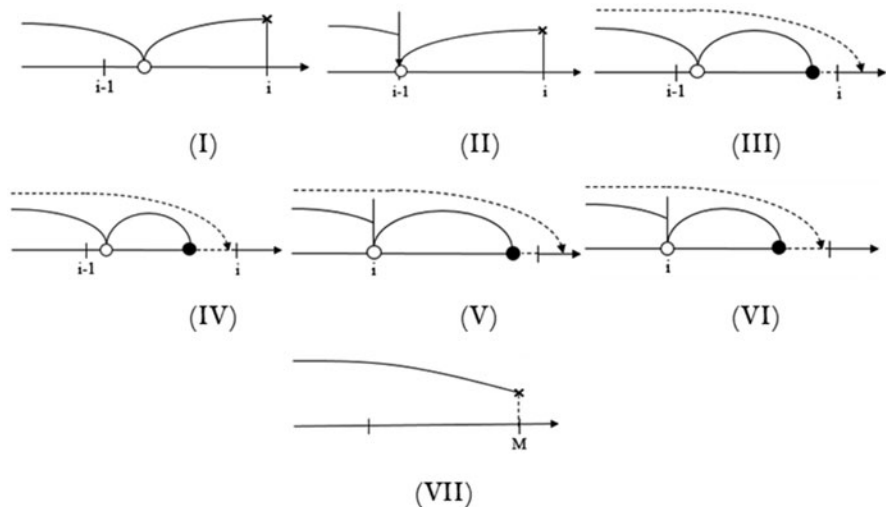 i-1 i i-1 i i-1 i
(I) (II) (III)
i-1 i i i
(IV) (V) (VI)
M
(VII)